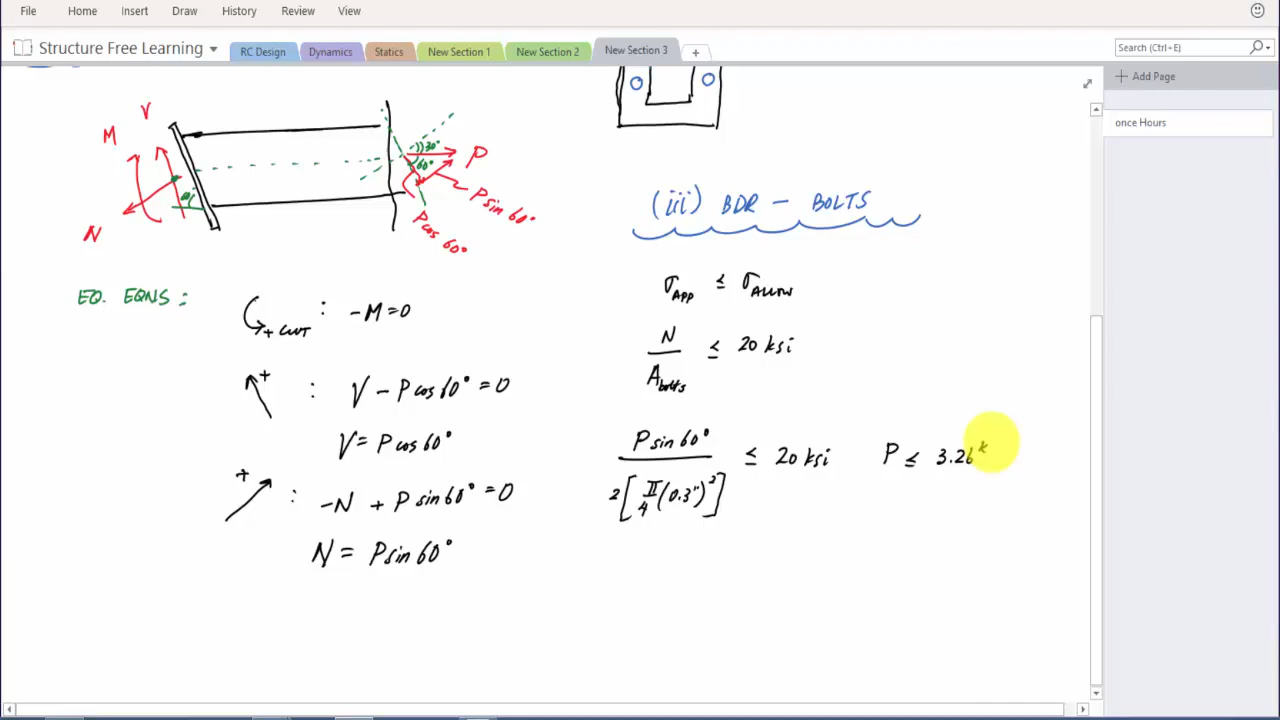 File Home Insert Draw History Review View
Structure Free Learning
RC Design Dynamics Statics New Section 1 New Section 2 New Section 3 +
Search (Ctrl+E)
Add Page
once Hours
M V
N
30°
60°
P
P sin 60°
P cos 60°
(iii) BDR - BOLTS
EQ. EQNS :
+ CWT : -M=0
+ : V - P cos 60° = 0
V = P cos 60°
+ : -N + P sin 60° = 0
N = P sin 60°
σAPP ≤ σALLOW
N / Abolts ≤ 20 ksi
P sin 60° / 2[π/4 (0.3")²] ≤ 20 ksi P ≤ 3.26k